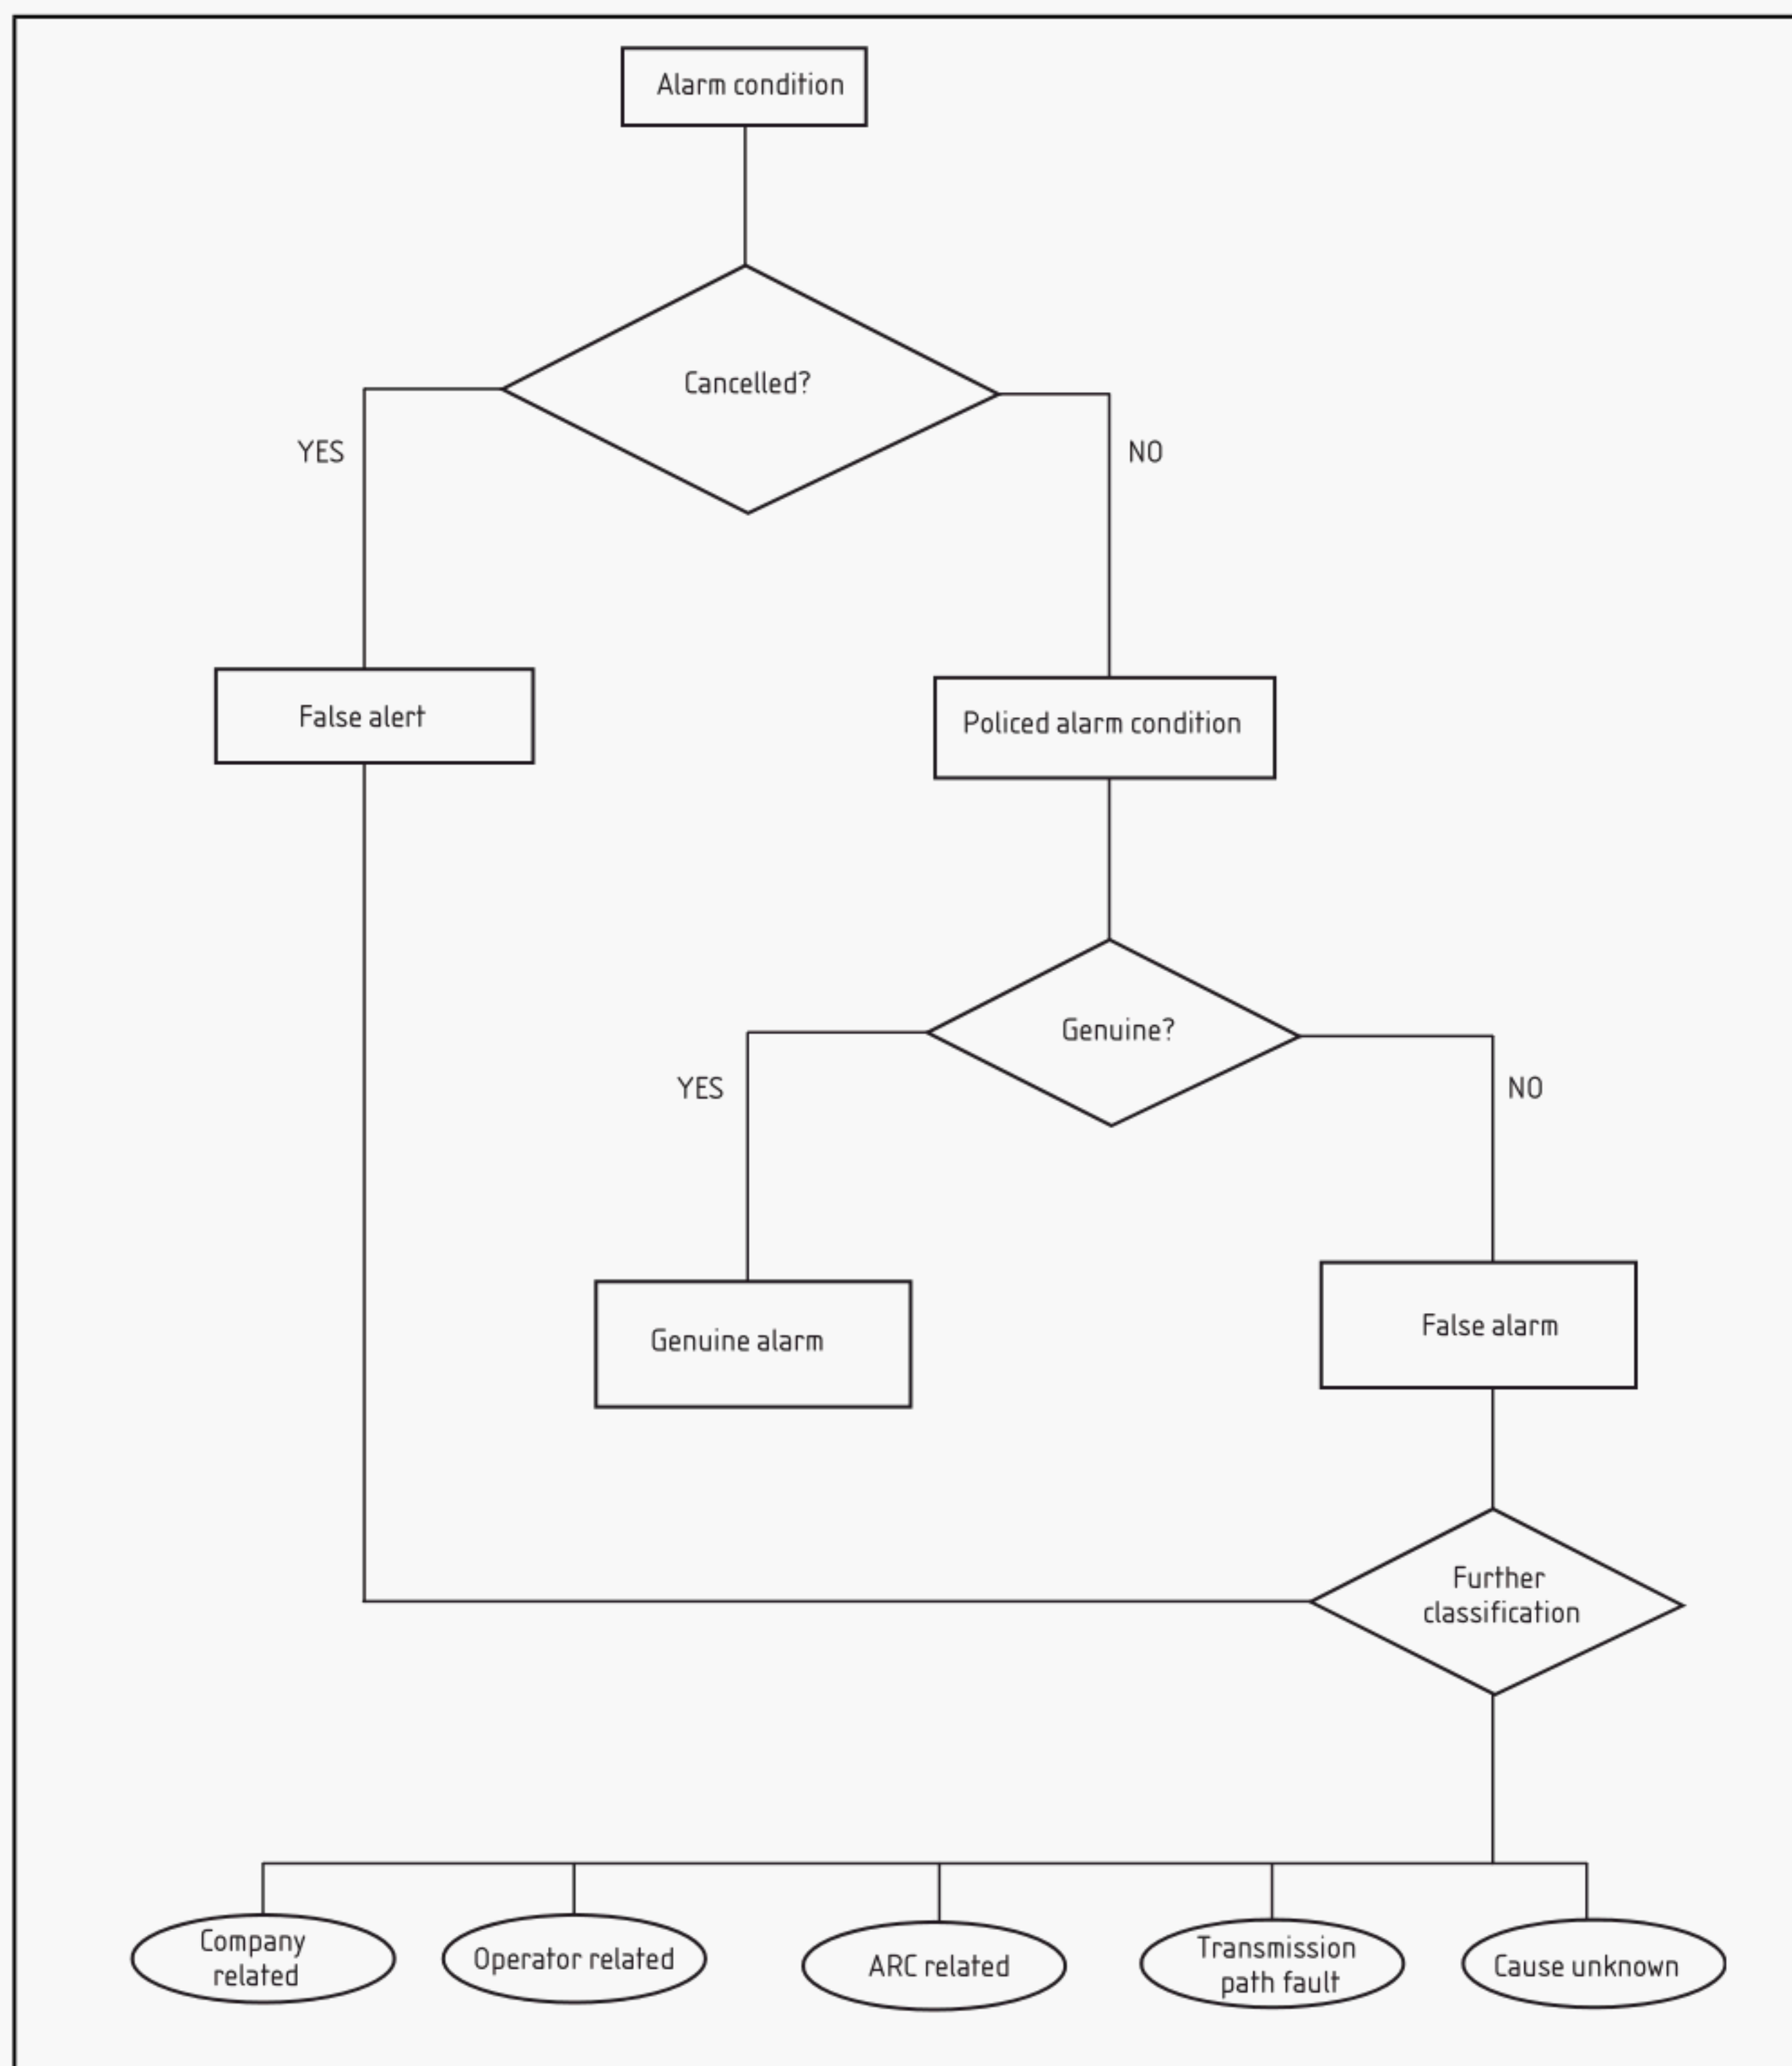 Alarm condition
Cancelled?
YES
NO
False alert
Policed alarm condition
Genuine?
YES
NO
Genuine alarm
False alarm
Further
classification
Company
related
Operator related
ARC related
Transmission
path fault
Cause unknown